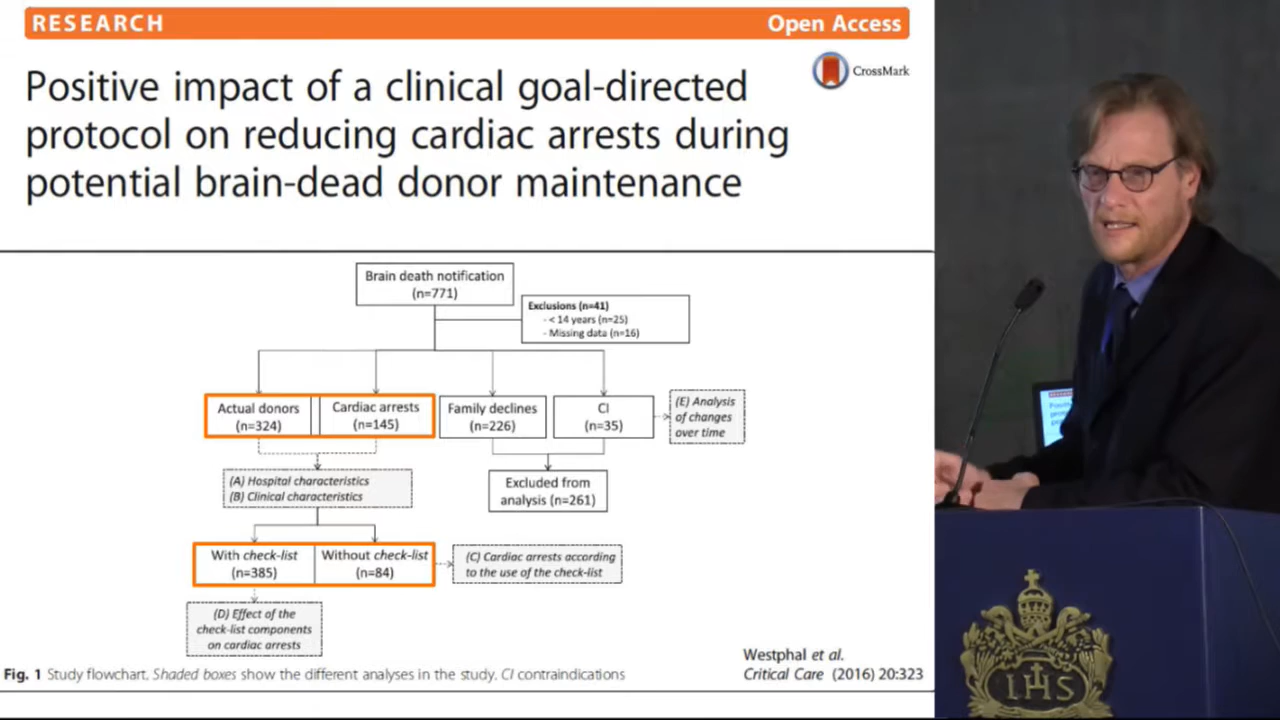 RESEARCH
Open Access
CrossMark
Positive impact of a clinical goal-directed
protocol on reducing cardiac arrests during
potential brain-dead donor maintenance
Brain death notification
(n=771)
Exclusions (n=41)
- < 14 years (n=25)
- Missing data (n=16)
Actual donors
(n=324)
Cardiac arrests
(n=145)
Family declines
(n=226)
CI
(n=35)
(E) Analysis
of changes
over time
(A) Hospital characteristics
(B) Clinical characteristics
Excluded from
analysis (n=261)
With check-list
(n=385)
Without check-list
(n=84)
(C) Cardiac arrests according
to the use of the check-list
(D) Effect of the
check-list components
on cardiac arrests
Fig. 1 Study flowchart. Shaded boxes show the different analyses in the study. CI contraindications
Westphal et al.
Critical Care (2016) 20:323
IHS